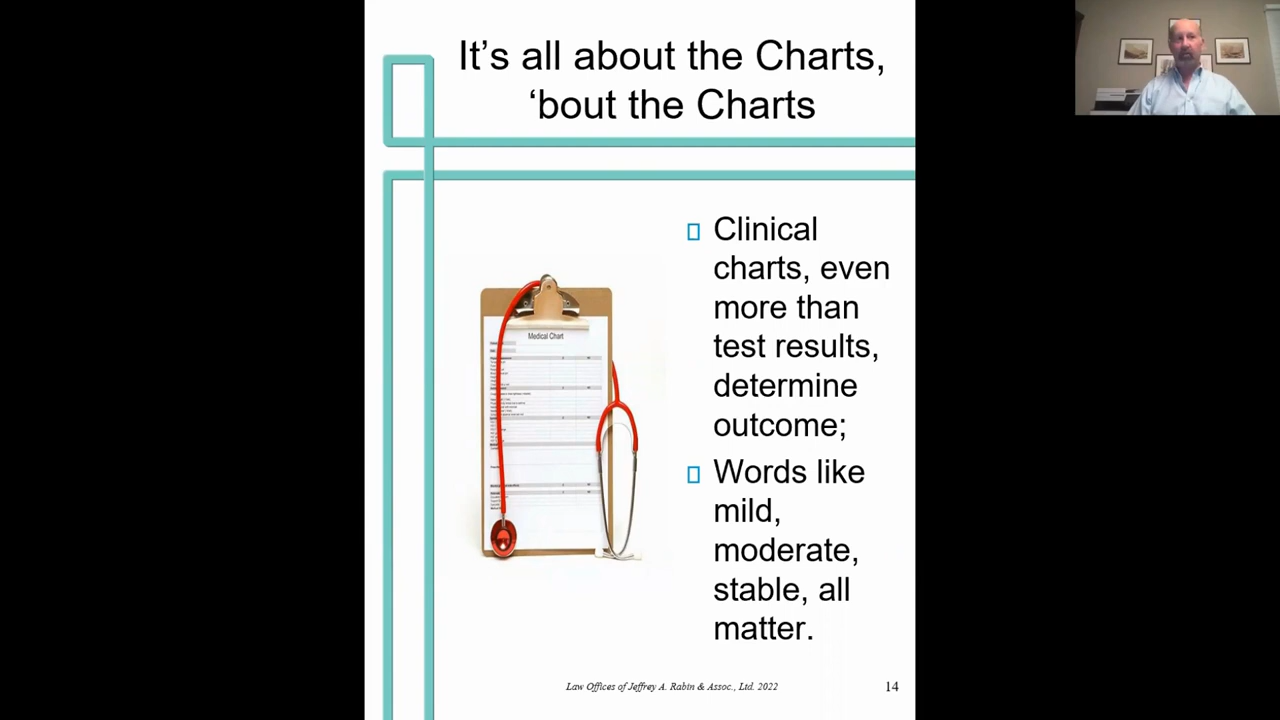 It’s all about the Charts,
‘bout the Charts
Clinical
charts, even
more than
test results,
determine
outcome;
Words like
mild,
moderate,
stable, all
matter.
Medical Chart
Law Offices of Jeffrey A. Rabin & Assoc., Ltd. 2022
14